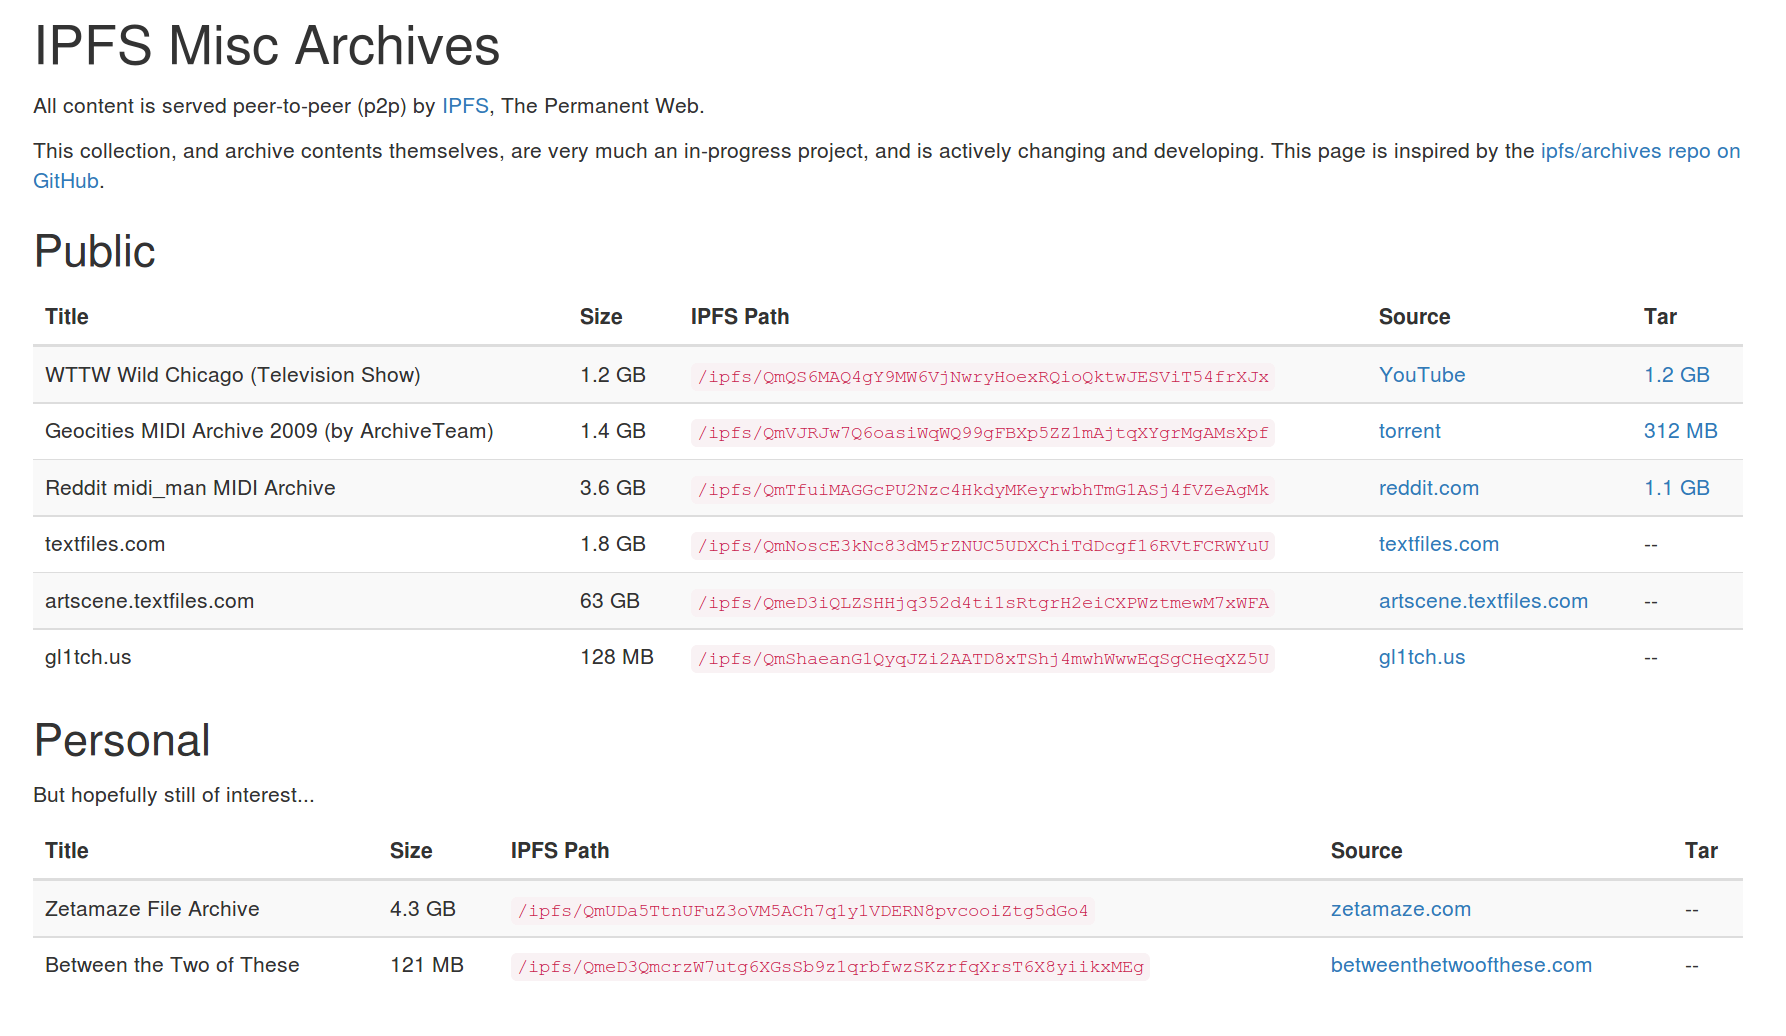 IPFS Misc Archives
All content is served peer-to-peer (p2p) by IPFS, The Permanent Web.
This collection, and archive contents themselves, are very much an in-progress project, and is actively changing and developing. This page is inspired by the ipfs/archives repo on
GitHub.
Public
Title Size IPFS Path Source Tar
WTTW Wild Chicago (Television Show) 1.2 GB /ipfs/QmQS6MAQ4gY9MW6VjNwryHoexRQioQktwJESViT54frXJx YouTube 1.2 GB
Geocities MIDI Archive 2009 (by ArchiveTeam) 1.4 GB /ipfs/QmVJRJw7Q6oasiWqWQ99gFBXp5ZZ1mAjtqXYgrMgAMsXpf torrent 312 MB
Reddit midi_man MIDI Archive 3.6 GB /ipfs/QmTfuiMAGGcPU2Nzc4HkdyMKeyrwbhTmG1ASj4fVZeAgMk reddit.com 1.1 GB
textfiles.com 1.8 GB /ipfs/QmNoscE3kNc83dM5rZNUC5UDXChiTdDcgf16RVtFCRWYuU textfiles.com --
artscene.textfiles.com 63 GB /ipfs/QmeD3iQLZSHHjq352d4ti1sRtgrH2eiCXPWztmewM7xWFA artscene.textfiles.com --
gl1tch.us 128 MB /ipfs/QmShaeanG1QyqJZi2AATD8xTShj4mwhWwwEqSgCHeqXZ5U gl1tch.us --
Personal
But hopefully still of interest...
Title Size IPFS Path Source Tar
Zetamaze File Archive 4.3 GB /ipfs/QmUDa5TtnUFuZ3oVM5ACh7q1y1VDERN8pvcooiZtg5dGo4 zetamaze.com --
Between the Two of These 121 MB /ipfs/QmeD3QmcrzW7utg6XGsSb9z1qrbfwzSKzrfqXrsT6X8yiikxMEg betweenthetwoofthese.com --